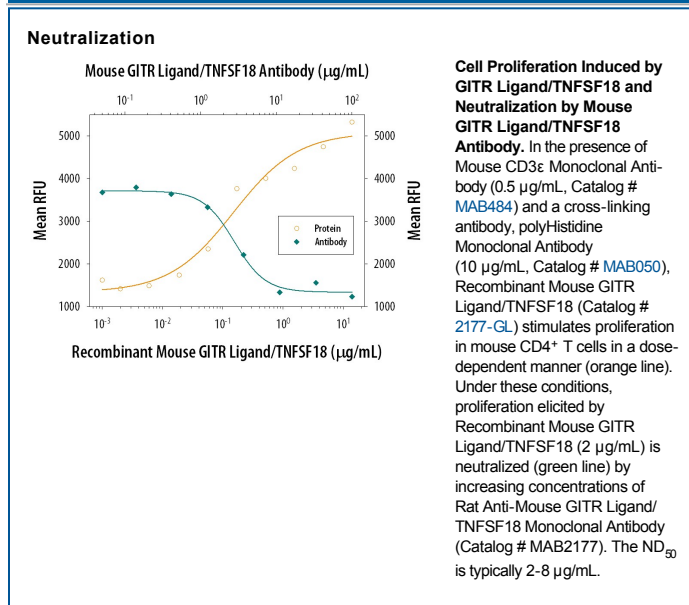 Neutralization
Mouse GITR Ligand/TNFSF18 Antibody (μg/mL)
10⁻¹ 10⁰ 10¹ 10²
Mean RFU
5000 5000
4000 4000
3000 3000
2000 2000
1000 1000
Mean RFU
Protein
Antibody
10⁻³ 10⁻² 10⁻¹ 10⁰ 10¹
Recombinant Mouse GITR Ligand/TNFSF18 (μg/mL)
Cell Proliferation Induced by
GITR Ligand/TNFSF18 and
Neutralization by Mouse
GITR Ligand/TNFSF18
Antibody. In the presence of
Mouse CD3ε Monoclonal Anti-
body (0.5 μg/mL, Catalog #
MAB484) and a cross-linking
antibody, polyHistidine
Monoclonal Antibody
(10 μg/mL, Catalog # MAB050),
Recombinant Mouse GITR
Ligand/TNFSF18 (Catalog #
2177-GL) stimulates proliferation
in mouse CD4⁺ T cells in a dose-
dependent manner (orange line).
Under these conditions,
proliferation elicited by
Recombinant Mouse GITR
Ligand/TNFSF18 (2 μg/mL) is
neutralized (green line) by
increasing concentrations of
Rat Anti-Mouse GITR Ligand/
TNFSF18 Monoclonal Antibody
(Catalog # MAB2177). The ND₅₀
is typically 2-8 μg/mL.